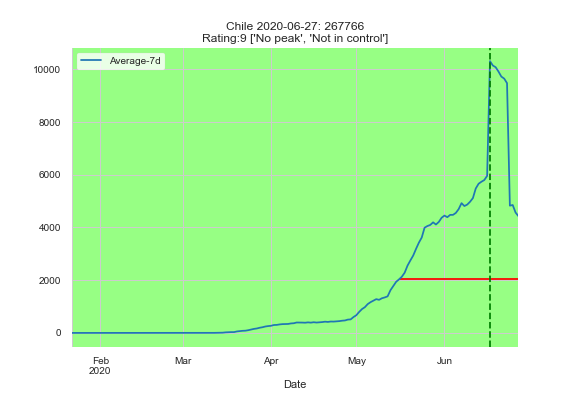 Chile 2020-06-27: 267766
Rating:9 ['No peak', 'Not in control']
Average-7d
10000
8000
6000
4000
2000
0
Feb Mar Apr May Jun
2020
Date